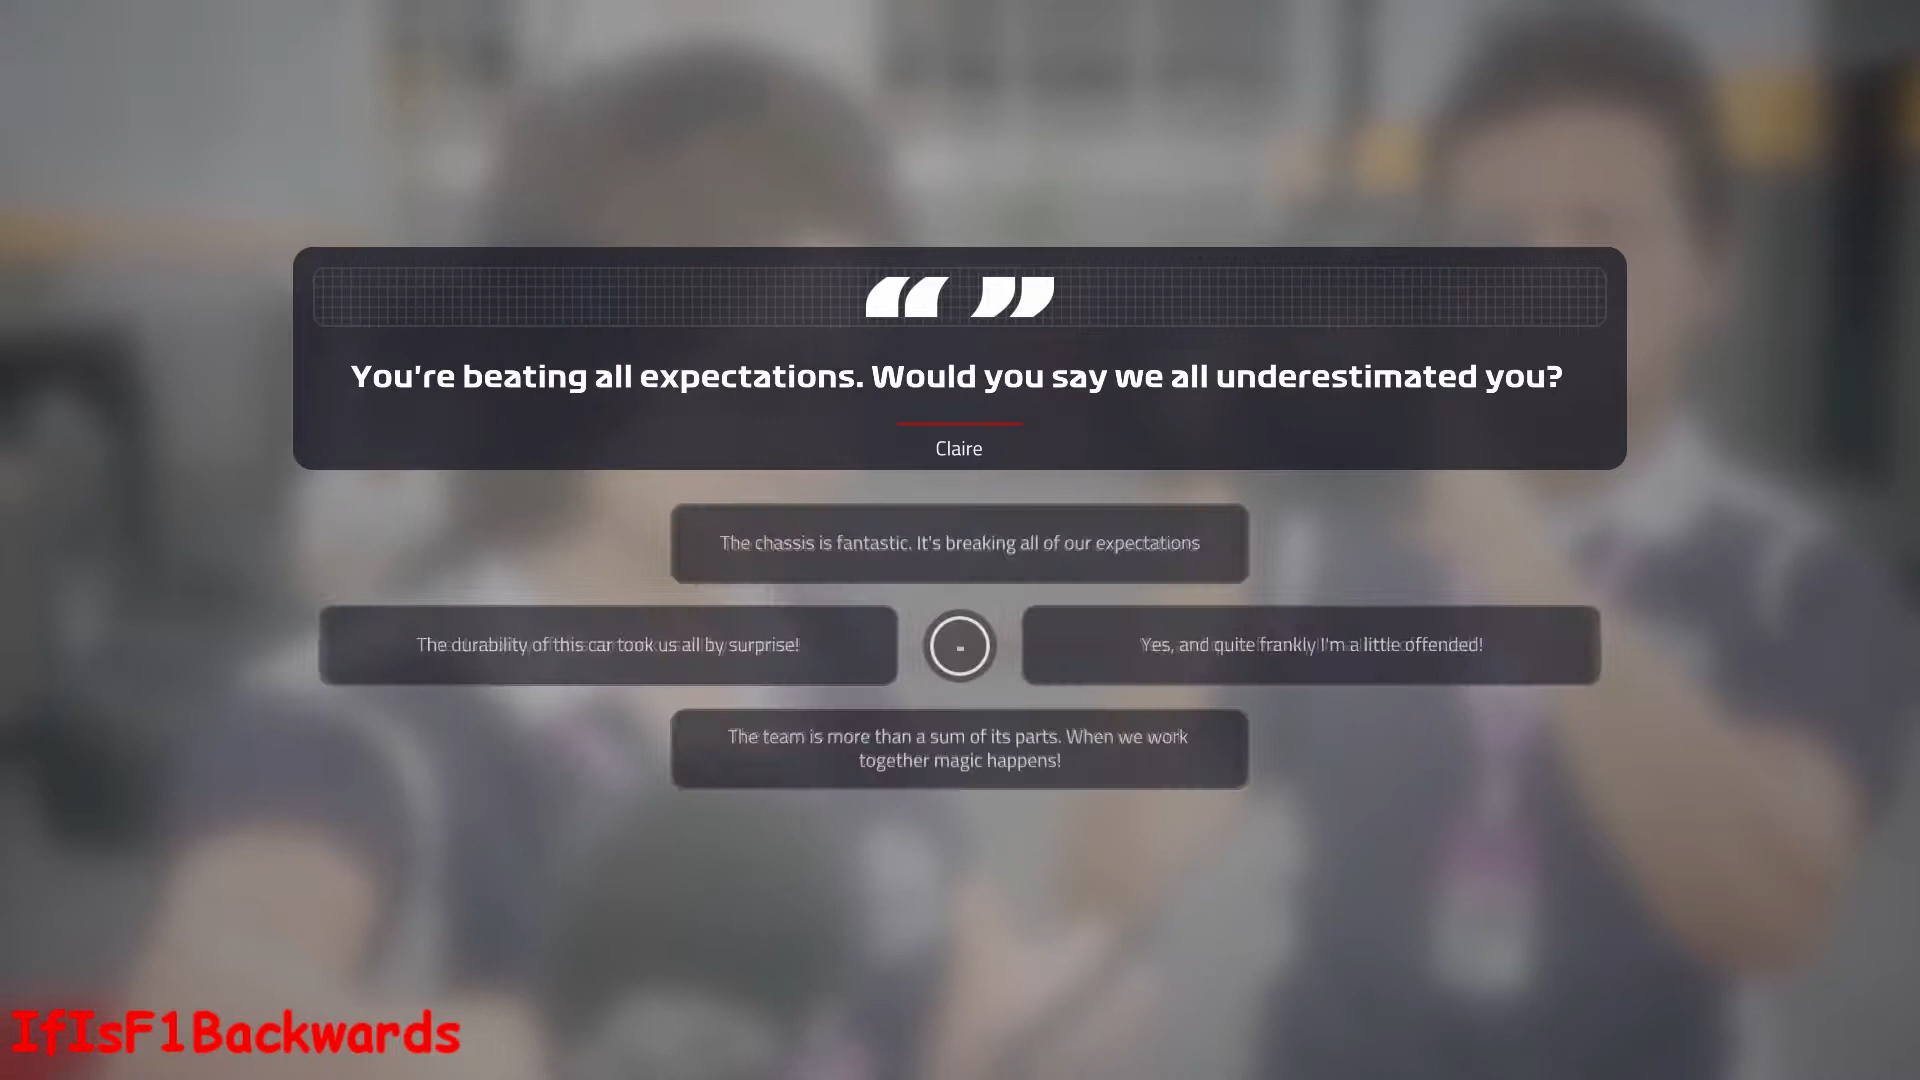 You're beating all expectations. Would you say we all underestimated you?
Claire
The chassis is fantastic. It's breaking all of our expectations
The durability of this car took us all by surprise!
Yes, and quite frankly I'm a little offended!
The team is more than a sum of its parts. When we work
together magic happens!
IfIsF1Backwards